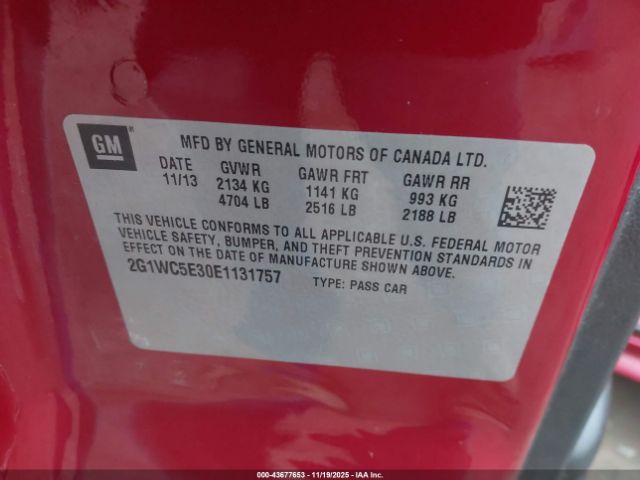 GM
MFD BY GENERAL MOTORS OF CANADA LTD.
DATE GVWR GAWR FRT GAWR RR
11/13 2134 KG 1141 KG 993 KG
4704 LB 2516 LB 2188 LB
THIS VEHICLE CONFORMS TO ALL APPLICABLE U.S. FEDERAL MOTOR
VEHICLE SAFETY, BUMPER, AND THEFT PREVENTION STANDARDS IN
EFFECT ON THE DATE OF MANUFACTURE SHOWN ABOVE.
2G1WC5E30E1131757 TYPE: PASS CAR
000-43677653 - 11/19/2025 - IAA Inc.